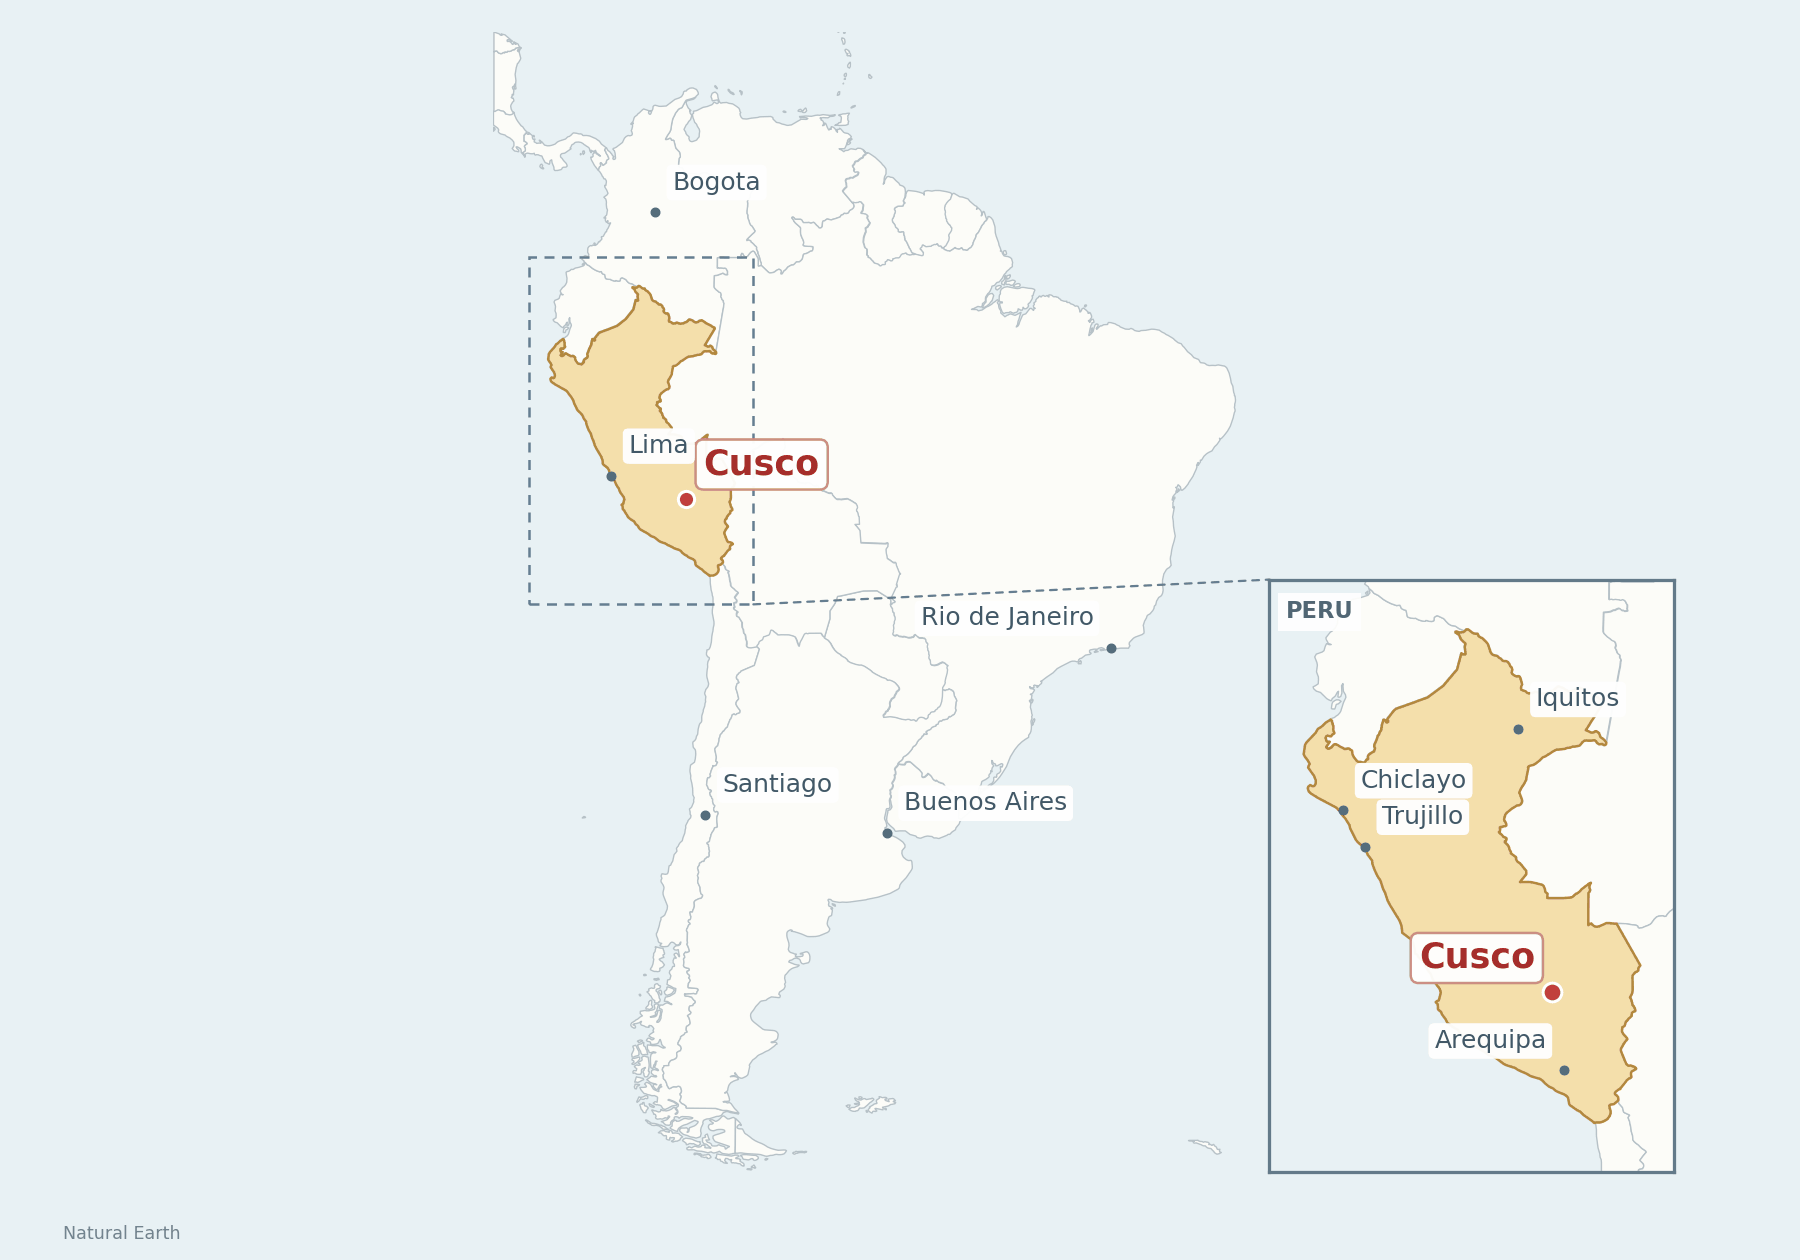 Bogota
Lima
Cusco
Rio de Janeiro
Santiago
Buenos Aires
PERU
Iquitos
Chiclayo
Trujillo
Cusco
Arequipa
Natural Earth